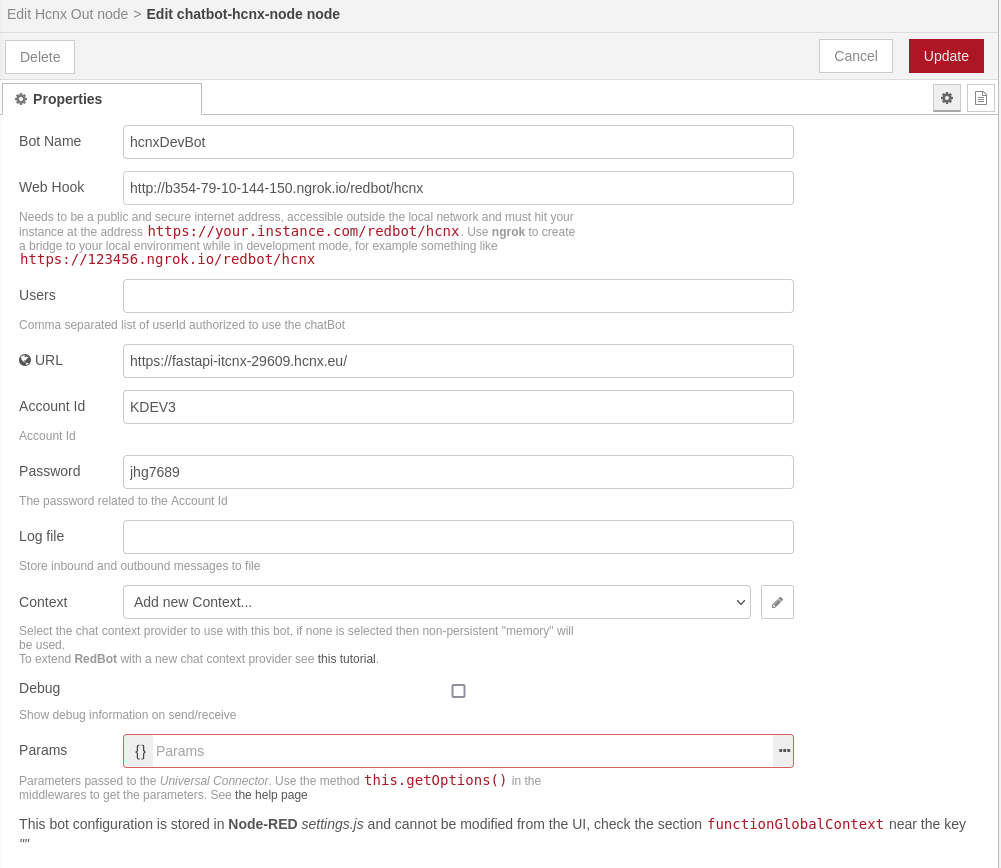 Edit Hcnx Out node > Edit chatbot-hcnx-node node
Delete Cancel Update
Properties
Bot Name hcnxDevBot
Web Hook http://b354-79-10-144-150.ngrok.io/redbot/hcnx
Needs to be a public and secure internet address, accessible outside the local network and must hit your
instance at the address https://your.instance.com/redbot/hcnx. Use ngrok to create
a bridge to your local environment while in development mode, for example something like
https://123456.ngrok.io/redbot/hcnx
Users
Comma separated list of userId authorized to use the chatBot
URL https://fastapi-itcnx-29609.hcnx.eu/
Account Id KDEV3
Account Id
Password jhg7689
The password related to the Account Id
Log file
Store inbound and outbound messages to file
Context Add new Context...
Select the chat context provider to use with this bot, if none is selected then non-persistent "memory" will
be used.
To extend RedBot with a new chat context provider see this tutorial.
Debug
Show debug information on send/receive
Params {} Params •••
Parameters passed to the Universal Connector. Use the method this.getOptions() in the
middlewares to get the parameters. See the help page
This bot configuration is stored in Node-RED settings.js and cannot be modified from the UI, check the section functionGlobalContext near the key
""